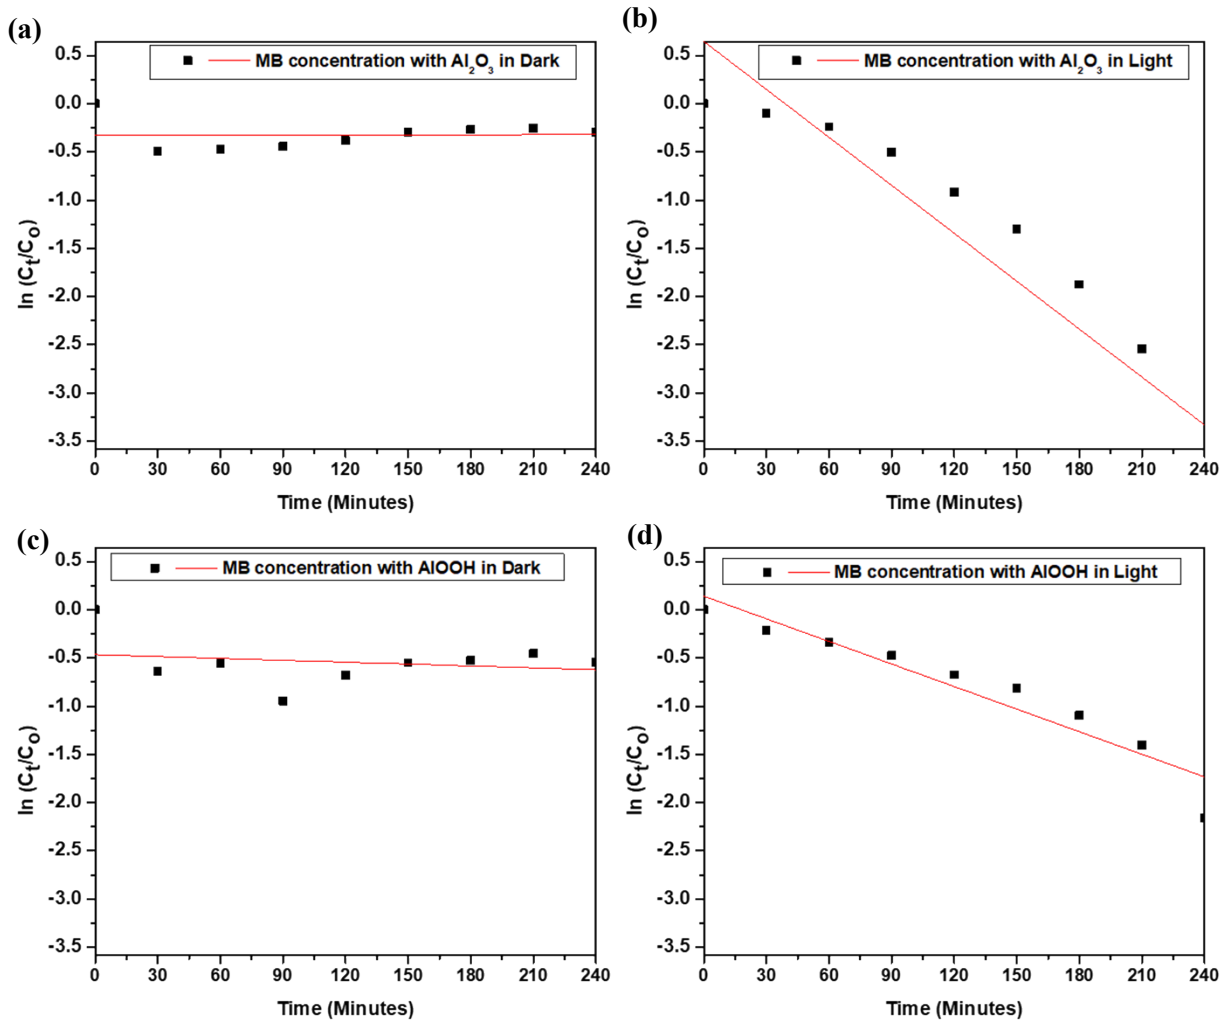 (a)
MB concentration with Al₂O₃ in Dark
0.5
0.0
-0.5
-1.0
-1.5
-2.0
-2.5
-3.0
-3.5
ln (Cₜ/C₀)
0 30 60 90 120 150 180 210 240
Time (Minutes)
(b)
MB concentration with Al₂O₃ in Light
0.5
0.0
-0.5
-1.0
-1.5
-2.0
-2.5
-3.0
-3.5
ln (Cₜ/C₀)
0 30 60 90 120 150 180 210 240
Time (Minutes)
(c)
MB concentration with AlOOH in Dark
0.5
0.0
-0.5
-1.0
-1.5
-2.0
-2.5
-3.0
-3.5
ln (Cₜ/C₀)
0 30 60 90 120 150 180 210 240
Time (Minutes)
(d)
MB concentration with AlOOH in Light
0.5
0.0
-0.5
-1.0
-1.5
-2.0
-2.5
-3.0
-3.5
ln (Cₜ/C₀)
0 30 60 90 120 150 180 210 240
Time (Minutes)